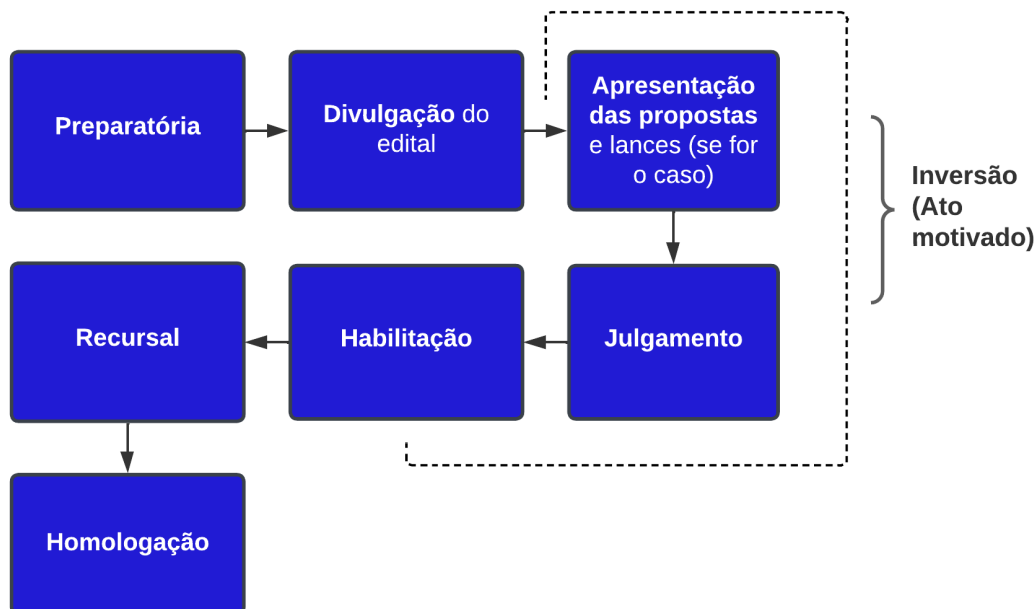 Preparatória
Divulgação do
edital
Apresentação
das propostas
e lances (se for
o caso)
Inversão
(Ato
motivado)
Recursal
Habilitação
Julgamento
Homologação